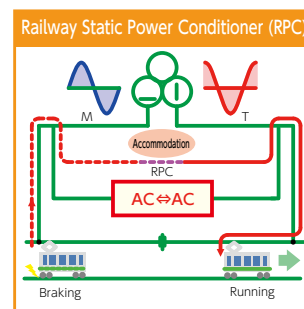 Railway Static Power Conditioner (RPC)
M
T
Accommodation
RPC
AC⇔AC
Braking
Running